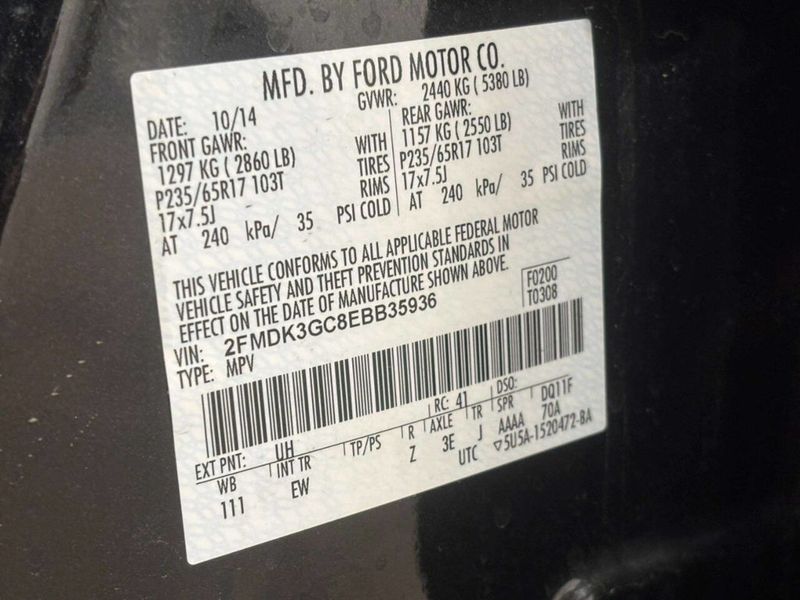 MFD. BY FORD MOTOR CO.
DATE: 10/14 GVWR: 2440 KG ( 5380 LB)
FRONT GAWR: REAR GAWR:
1297 KG ( 2860 LB) WITH 1157 KG ( 2550 LB) WITH
P235/65R17 103T TIRES P235/65R17 103T TIRES
17x7.5J RIMS 17x7.5J RIMS
AT 240 kPa/ 35 PSI COLD AT 240 kPa/ 35 PSI COLD
THIS VEHICLE CONFORMS TO ALL APPLICABLE FEDERAL MOTOR
VEHICLE SAFETY AND THEFT PREVENTION STANDARDS IN
EFFECT ON THE DATE OF MANUFACTURE SHOWN ABOVE.
F0200
T0308
VIN: 2FMDK3GC8EBB35936
TYPE: MPV
EXT PNT: UH RC: 41 DSO:
WB INT TR TP/PS R AXLE TR SPR DQ11F
111 EW Z 3E J AAAA 70A
UTC ▽5U5A-1520472-BA